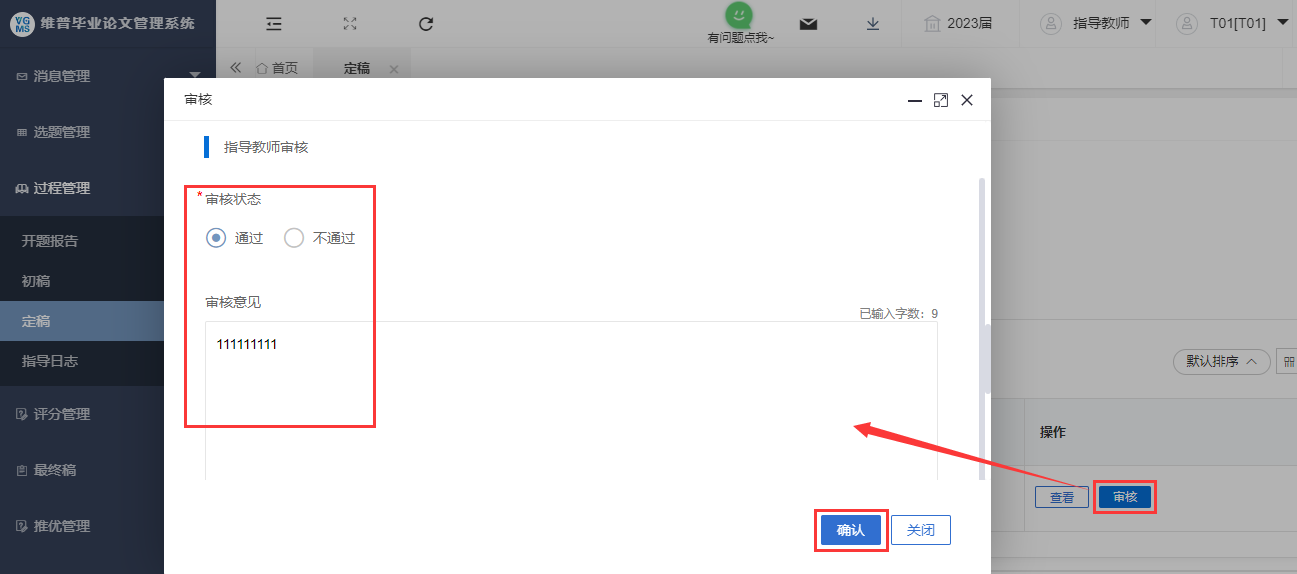 VG MS 维普毕业论文管理系统
有问题点我~
2023届
指导教师
T01[T01]
消息管理
选题管理
过程管理
开题报告
初稿
定稿
指导日志
评分管理
最终稿
推优管理
首页
定稿
审核
指导教师审核
*审核状态
通过
不通过
审核意见
已输入字数：9
111111111
确认
关闭
默认排序
操作
查看
审核